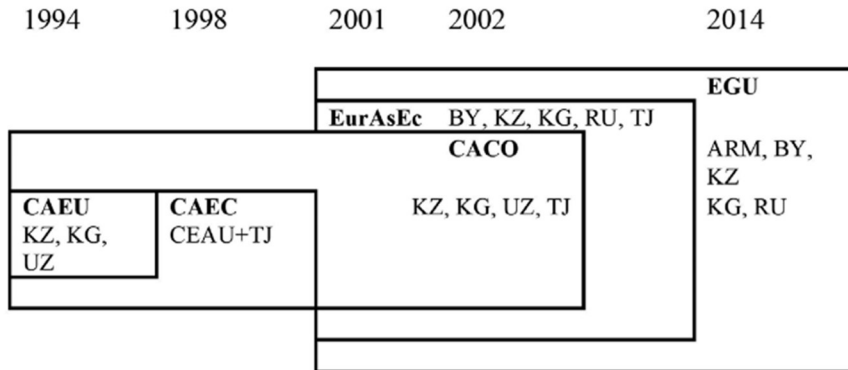 1994 1998 2001 2002 2014
EGU
EurAsEc BY, KZ, KG, RU, TJ
CACO
ARM, BY,
KZ
KG, RU
KZ, KG, UZ, TJ
CAEU
KZ, KG,
UZ
CAEC
CEAU+TJ